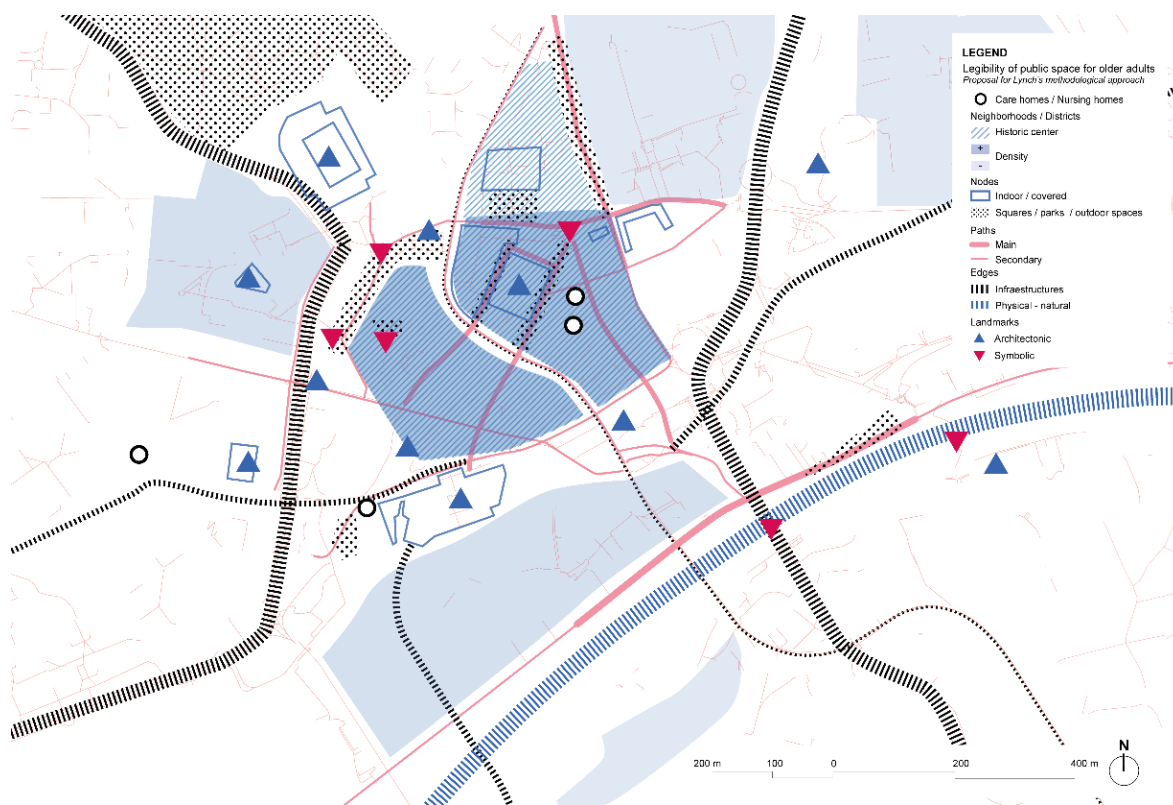 LEGEND
Legibility of public space for older adults
Proposal for Lynch's methodological approach
Care homes / Nursing homes
Neighborhoods / Districts
Historic center
+
Density
-
Nodes
Indoor / covered
Squares / parks / outdoor spaces
Paths
Main
Secondary
Edges
Infraestructures
Physical - natural
Landmarks
Architectonic
Symbolic
N
200 m 100 0 200 400 m